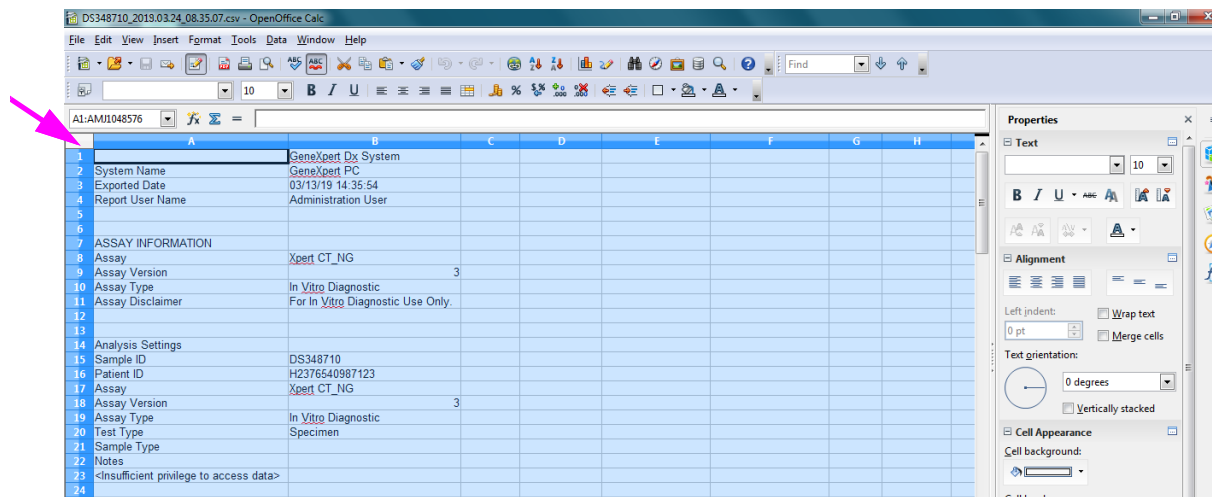 DS348710_2019.03.24_08.35.07.csv - OpenOffice Calc
File Edit View Insert Format Tools Data Window Help
ABC ABC Find
10 B I U A
A1:AMJ1048576 fx Σ =
Properties
A B C D E F G H
Text
1 GeneXpert Dx System
2 System Name GeneXpert PC
10
3 Exported Date 03/13/19 14:35:54
4 Report User Name Administration User
B I U ABC A A A
5
6
A
7 ASSAY INFORMATION
8 Assay Xpert CT_NG
Alignment
9 Assay Version 3
10 Assay Type In Vitro Diagnostic
11 Assay Disclaimer For In Vitro Diagnostic Use Only.
12
Left indent: Wrap text
13
0 pt Merge cells
14 Analysis Settings
15 Sample ID DS348710
Text orientation:
16 Patient ID H2376540987123
17 Assay Xpert CT_NG
0 degrees
18 Assay Version 3
19 Assay Type In Vitro Diagnostic
Vertically stacked
20 Test Type Specimen
Cell Appearance
21 Sample Type
Cell background:
22 Notes
23 <Insufficient privilege to access data>
24